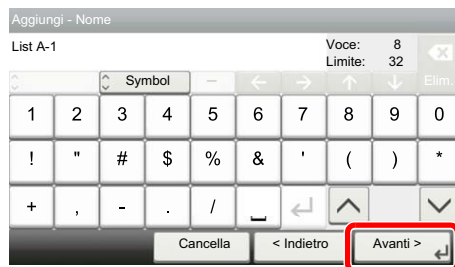 Aggiungi - Nome
List A-1 Voce: 8
Limite: 32
Symbol Elim.
1 2 3 4 5 6 7 8 9 0
! " # $ % & ' ( ) *
+ , - . / _
Cancella < Indietro Avanti >